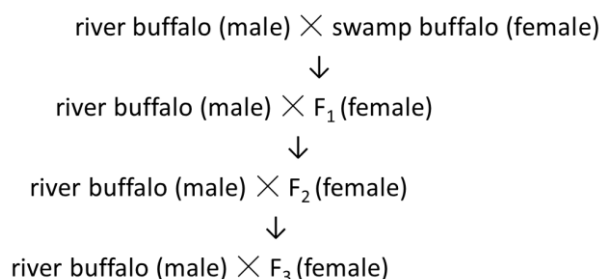 river buffalo (male) × swamp buffalo (female)
↓
river buffalo (male) × F₁ (female)
↓
river buffalo (male) × F₂ (female)
↓
river buffalo (male) × F₃ (female)